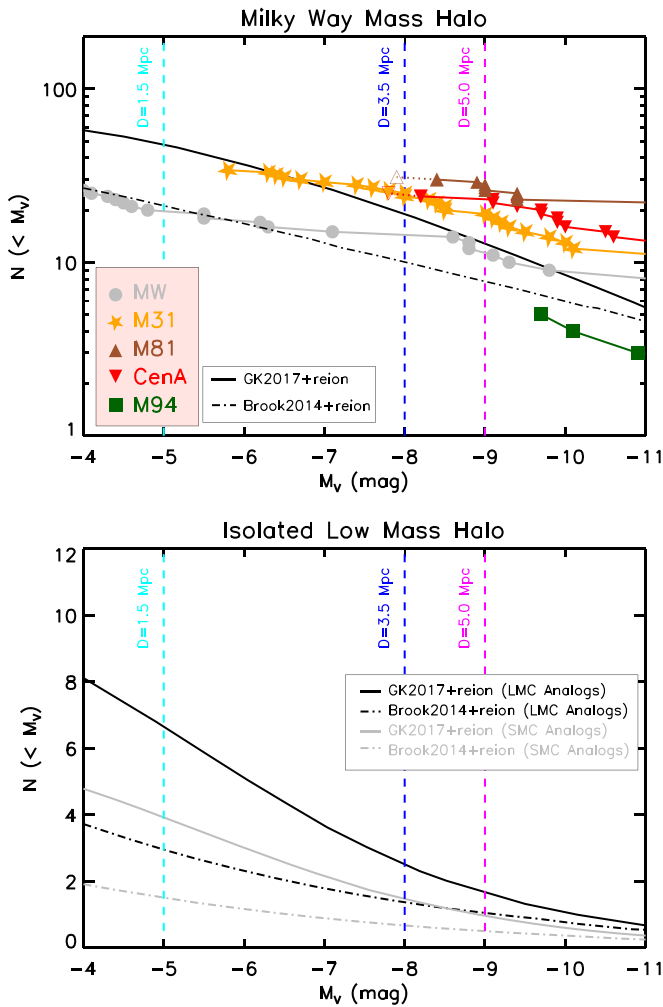 Milky Way Mass Halo
100
10
1
N (< Mᵥ)
D=1.5 Mpc
D=3.5 Mpc
D=5.0 Mpc
MW
M31
M81
CenA
M94
GK2017+reion
Brook2014+reion
-4 -5 -6 -7 -8 -9 -10 -11
Mᵥ (mag)
Isolated Low Mass Halo
12
10
8
6
4
2
0
N (< Mᵥ)
D=1.5 Mpc
D=3.5 Mpc
D=5.0 Mpc
GK2017+reion (LMC Analogs)
Brook2014+reion (LMC Analogs)
GK2017+reion (SMC Analogs)
Brook2014+reion (SMC Analogs)
-4 -5 -6 -7 -8 -9 -10 -11
Mᵥ (mag)